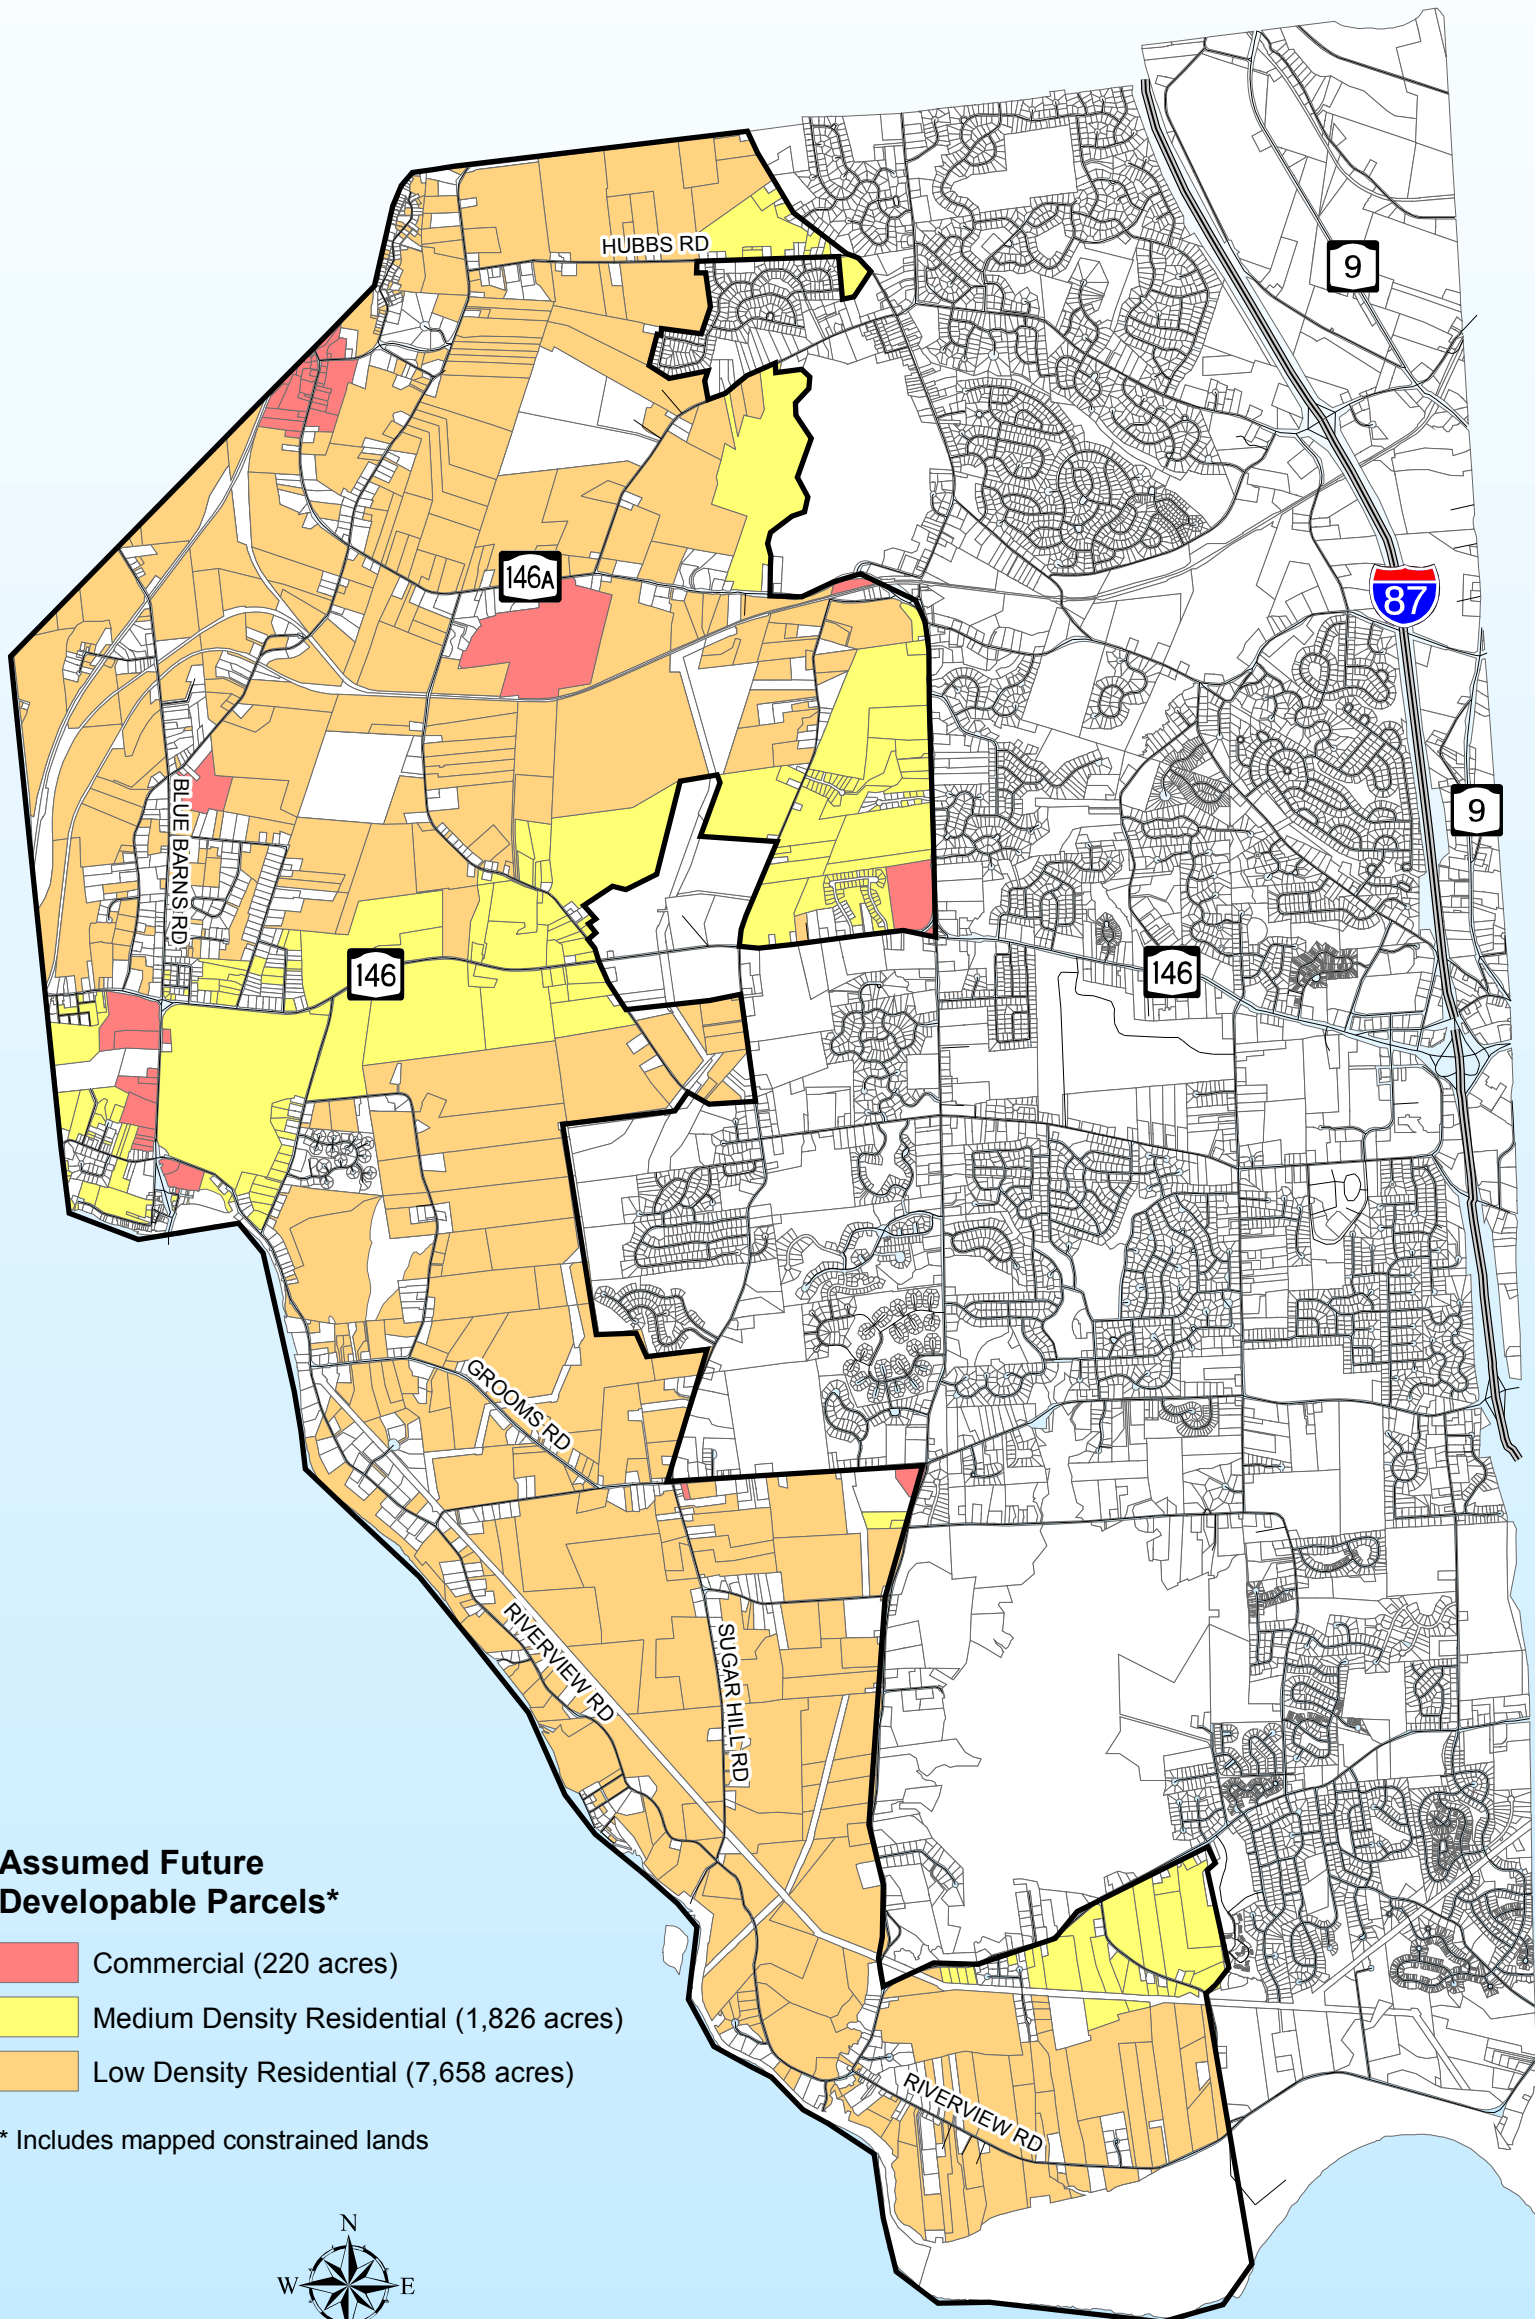 HUBBS RD
9
146A
87
BLUE BARNS RD
9
146
146
GROOMS RD
RIVERVIEW RD
SUGAR HILL RD
Assumed Future
Developable Parcels*
Commercial (220 acres)
Medium Density Residential (1,826 acres)
Low Density Residential (7,658 acres)
RIVERVIEW RD
* Includes mapped constrained lands
N
W E